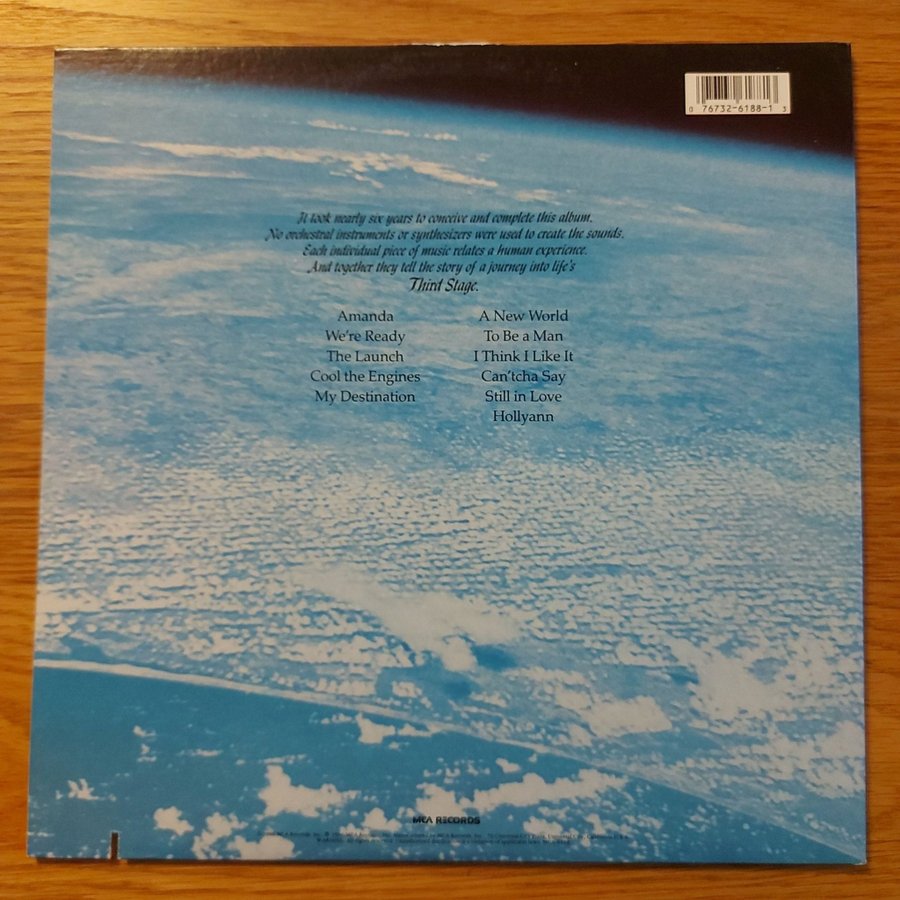 0 76732-6188-1 3
It took nearly six years to conceive and complete this album.
No orchestral instruments or synthesizers were used to create the sounds.
Each individual piece of music relates a human experience.
And together they tell the story of a journey into life's
Third Stage.
Amanda
We're Ready
The Launch
Cool the Engines
My Destination
A New World
To Be a Man
I Think I Like It
Can'tcha Say
Still in Love
Hollyann
MCA RECORDS